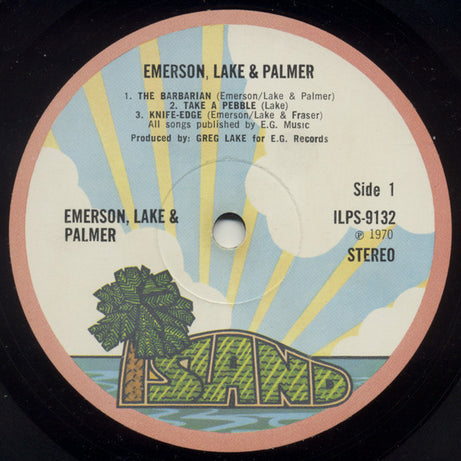 EMERSON, LAKE & PALMER
1. THE BARBARIAN (Emerson/Lake & Palmer)
2. TAKE A PEBBLE (Lake)
3. KNIFE-EDGE (Emerson/Lake & Fraser)
All songs published by E.G. Music
Produced by: GREG LAKE for E.G. Records
Side 1
EMERSON, LAKE &
PALMER
ILPS-9132
℗ 1970
STEREO
ISLAND